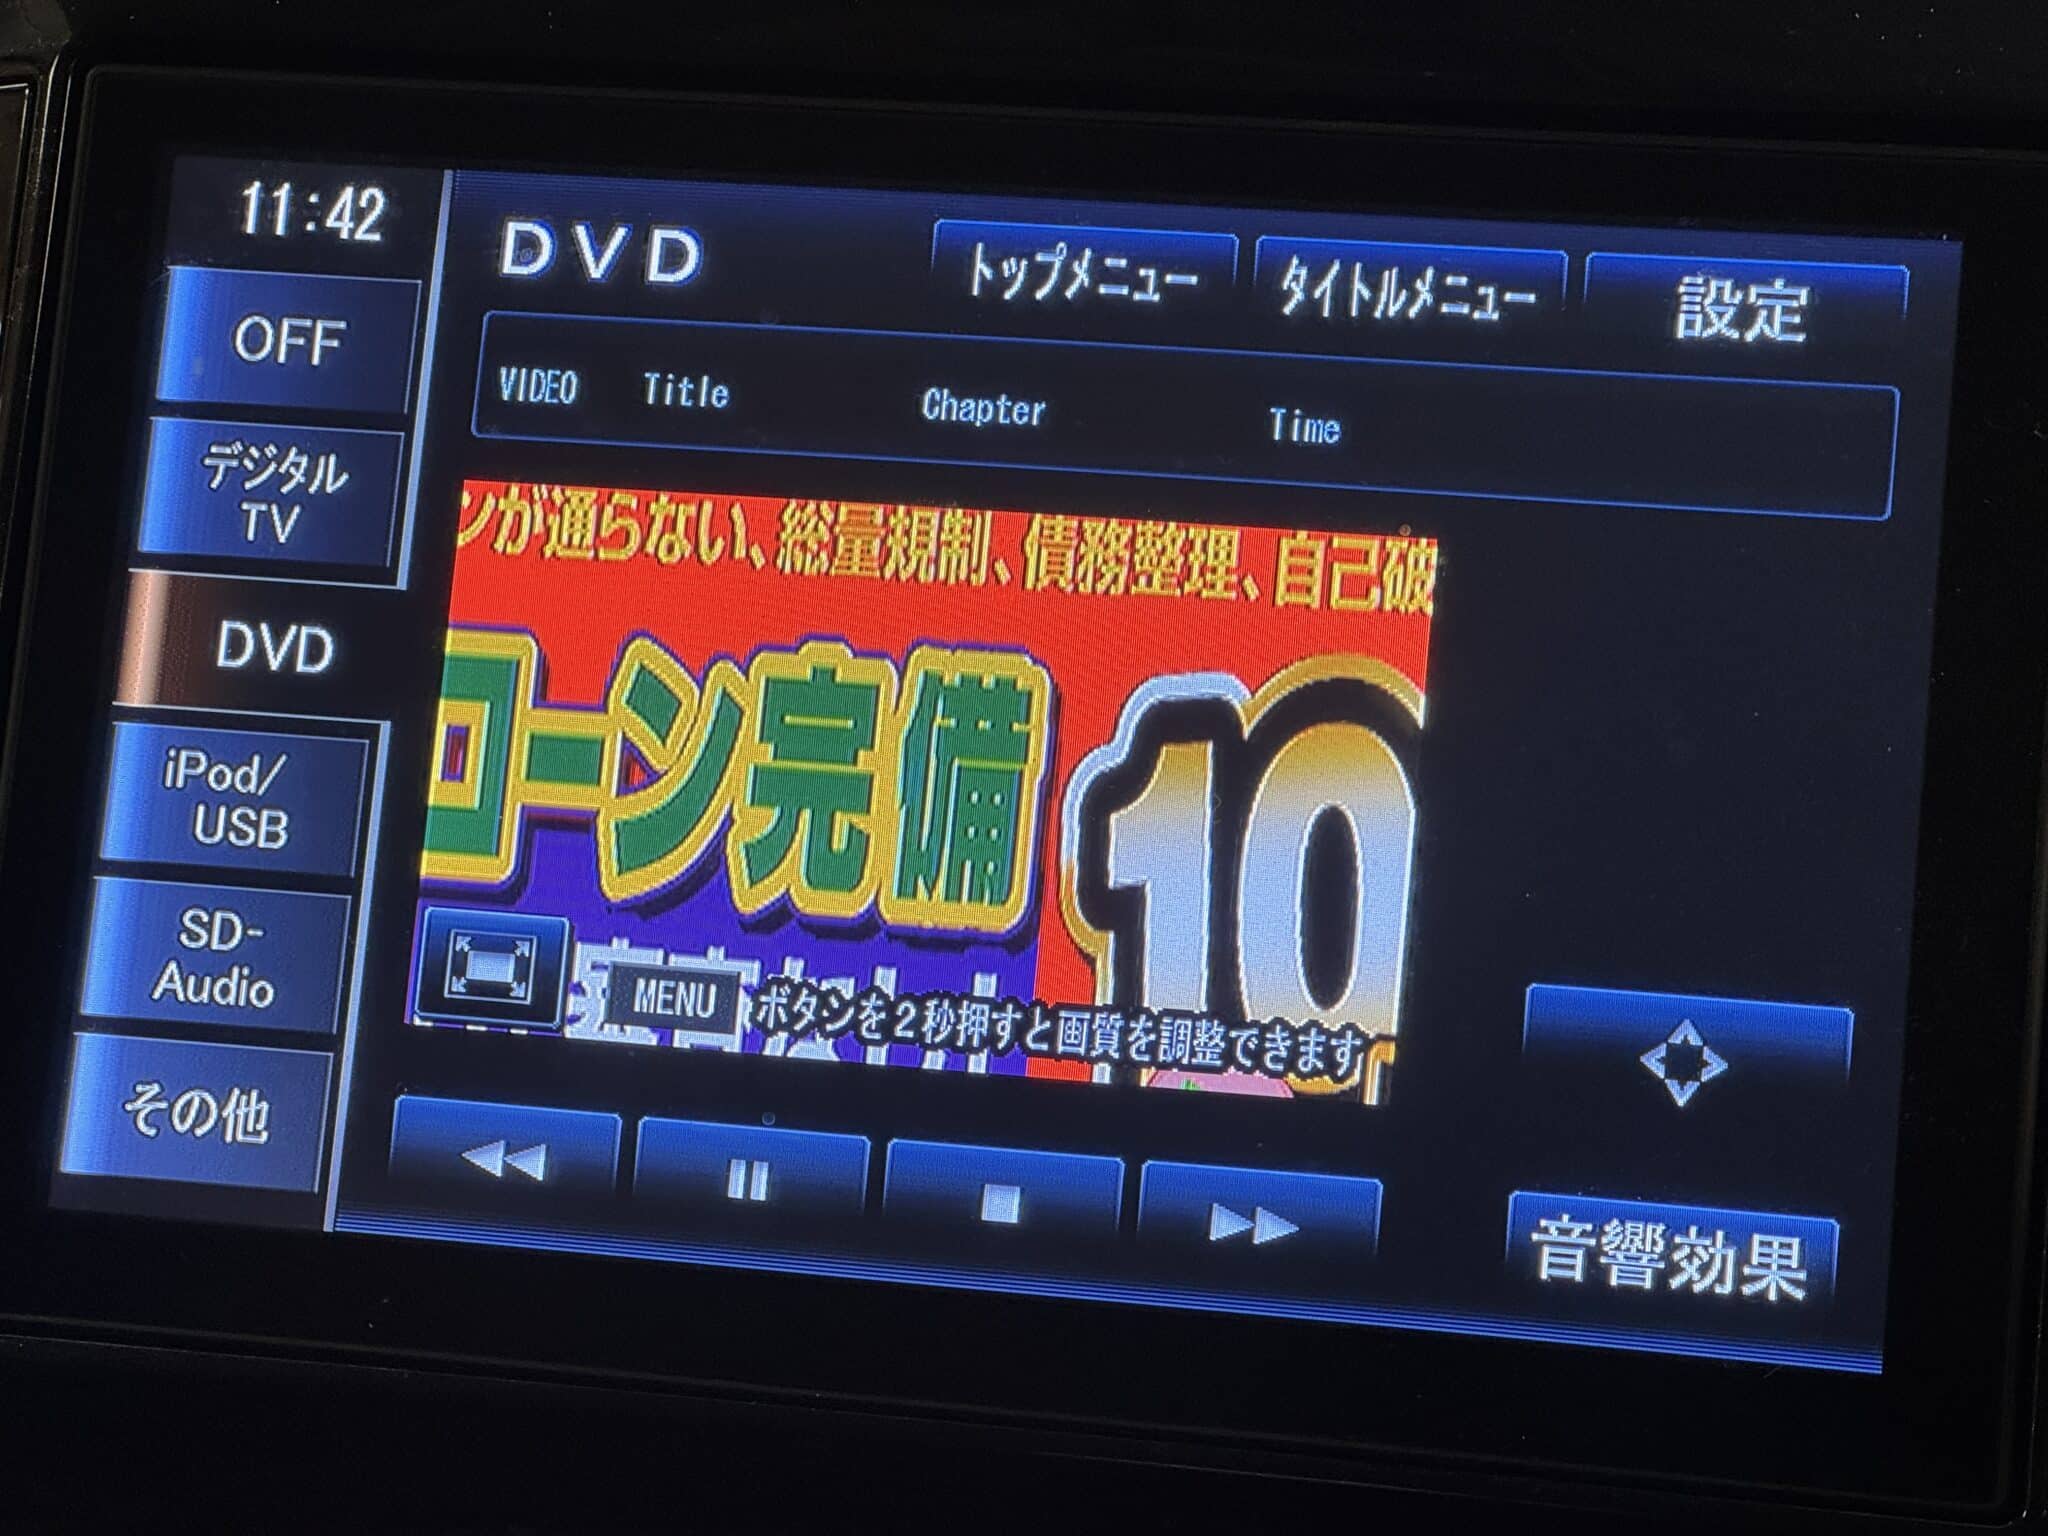 11:42
DVD
トップメニュー
タイトルメニュー
設定
OFF
VIDEO Title Chapter Time
デジタル
TV
ンが通らない、総量規制、債務整理、自己破
DVD
ローン完備
10
iPod/
USB
SD-
Audio
MENU ボタンを2秒押すと画質を調整できます
その他
音響効果